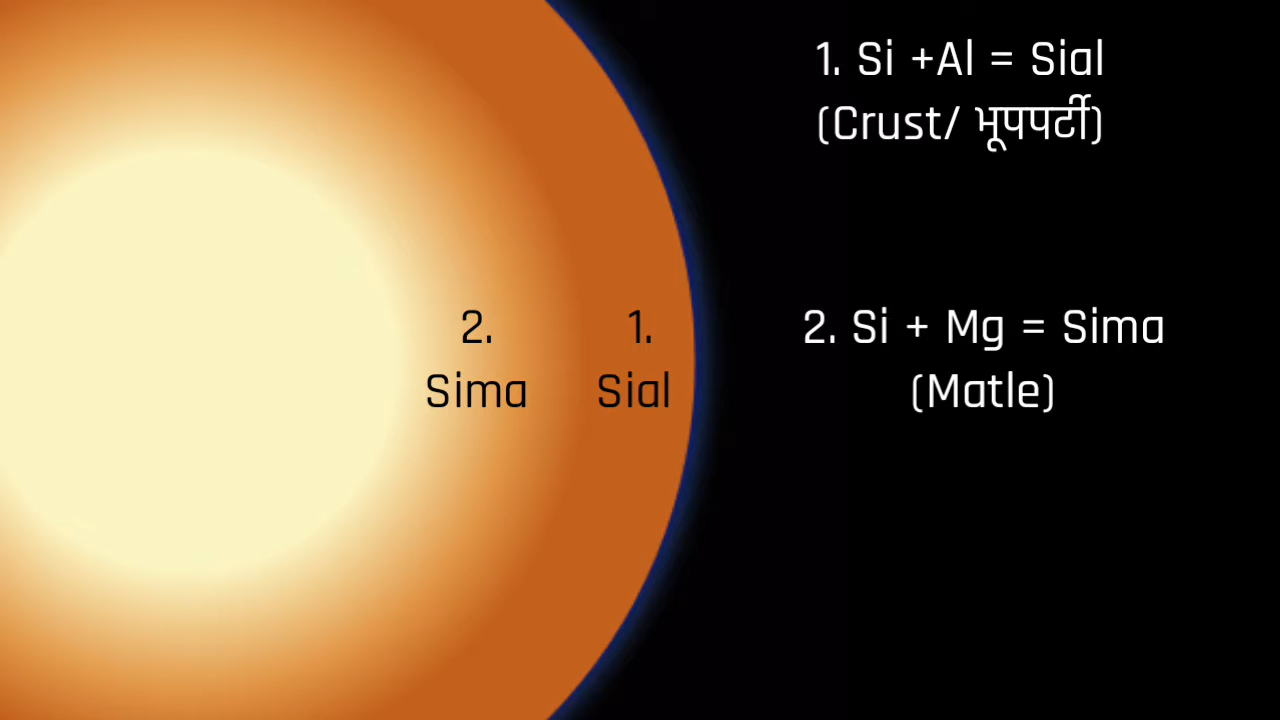 1. Si +Al = Sial
(Crust/ भूपपर्टी)
2. Si + Mg = Sima
(Matle)
2.
Sima
1.
Sial